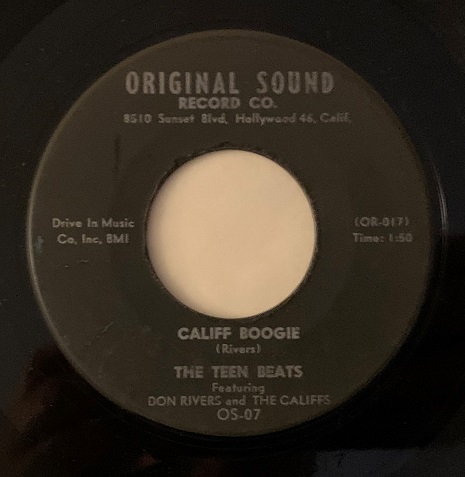 ORIGINAL SOUND
RECORD CO.
8510 Sunset Blvd, Hollywood 46, Calif.
Drive In Music
Co, Inc, BMI
(OR-017)
Time: 1:50
CALIFF BOOGIE
(Rivers)
THE TEEN BEATS
Featuring
DON RIVERS and THE CALIFFS
OS-07